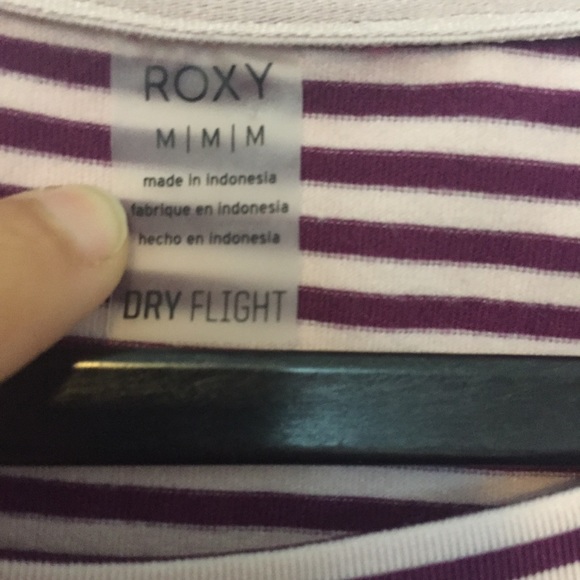 ROXY
M|M|M
made in indonesia
fabrique en indonesia
hecho en indonesia
DRY FLIGHT